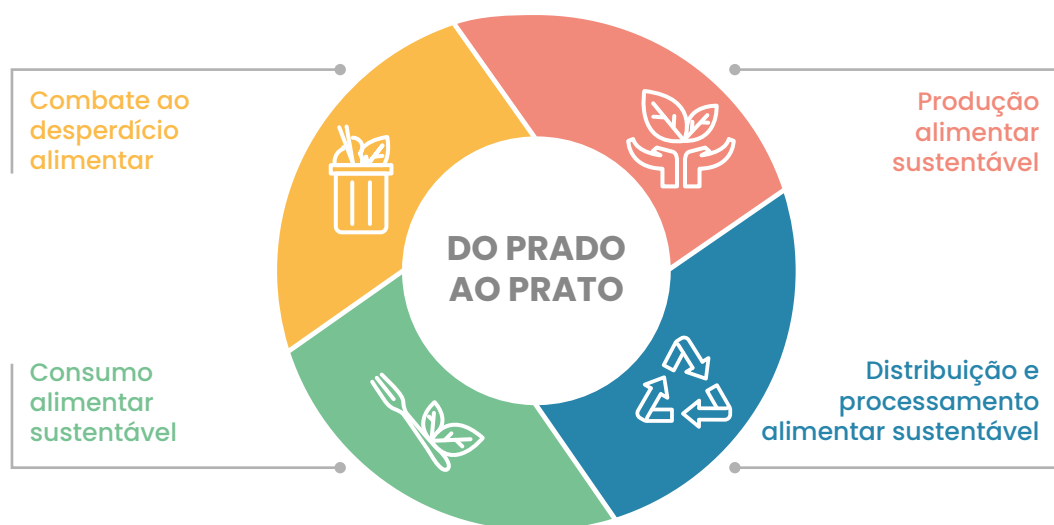 Combate ao
desperdício
alimentar
Produção
alimentar
sustentável
DO PRADO
AO PRATO
Consumo
alimentar
sustentável
Distribuição e
processamento
alimentar sustentável